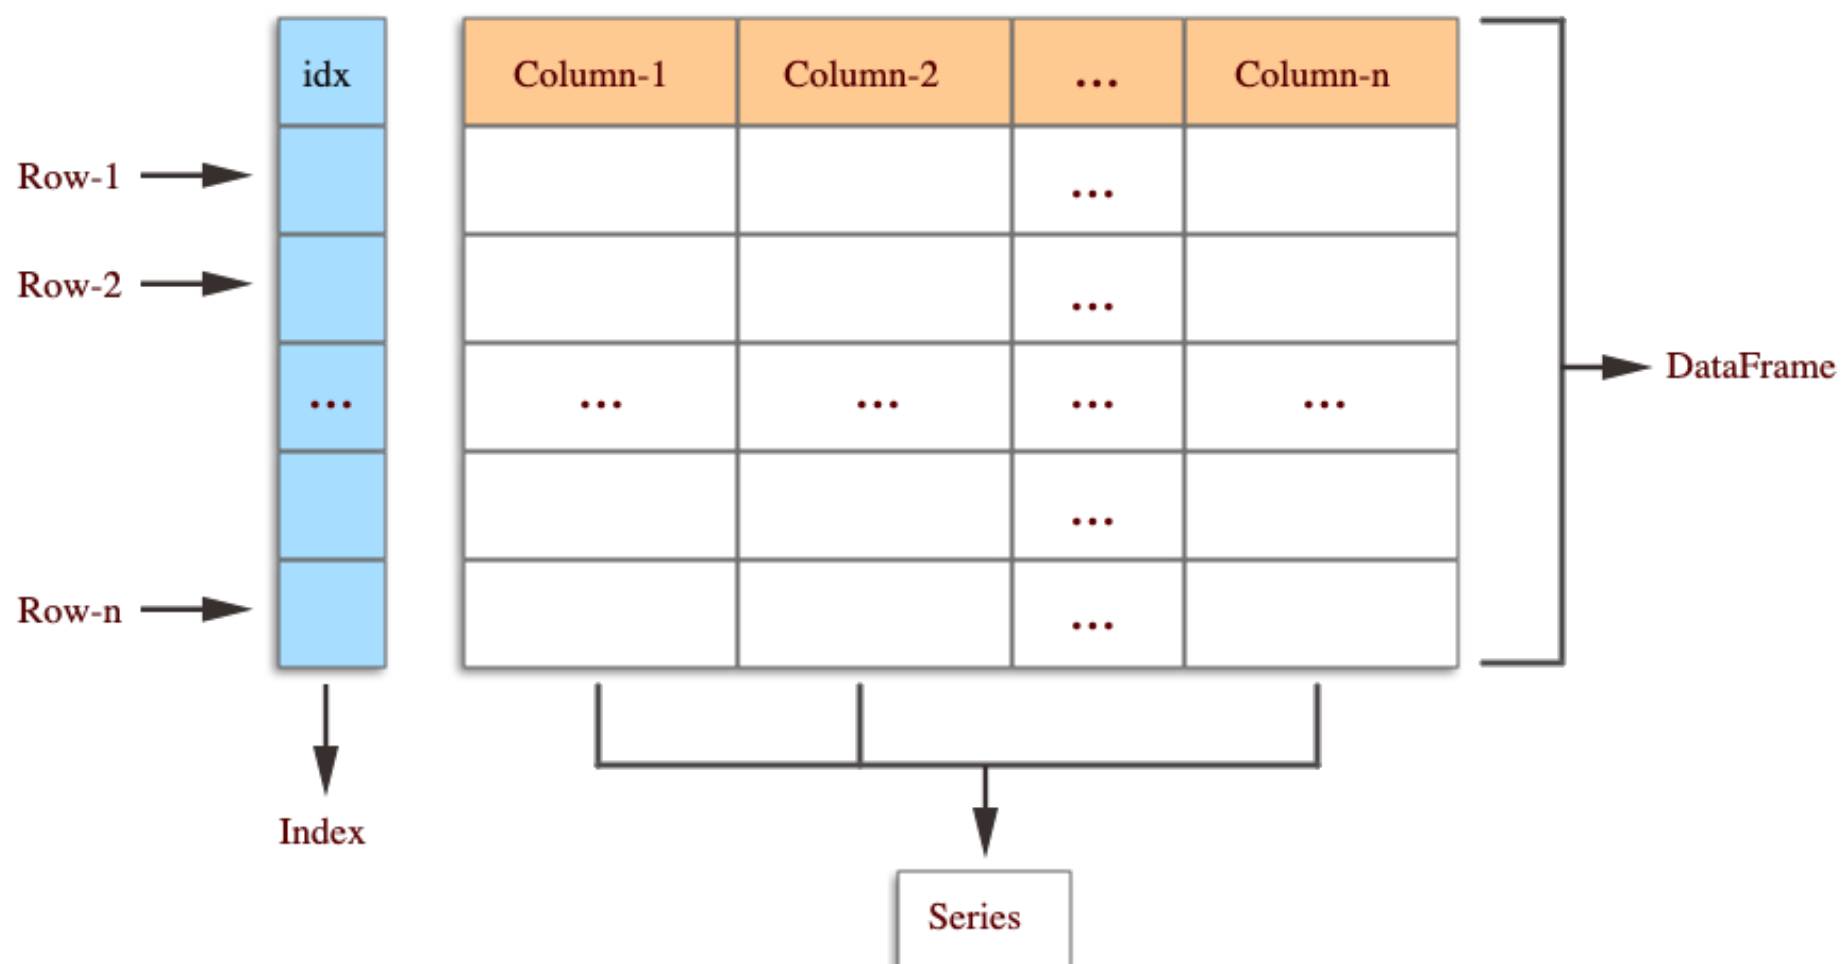 idx Column-1 Column-2 ... Column-n
Row-1 ...
Row-2 ...
... ... ... ... ...
...
Row-n ...
DataFrame
Index
Series